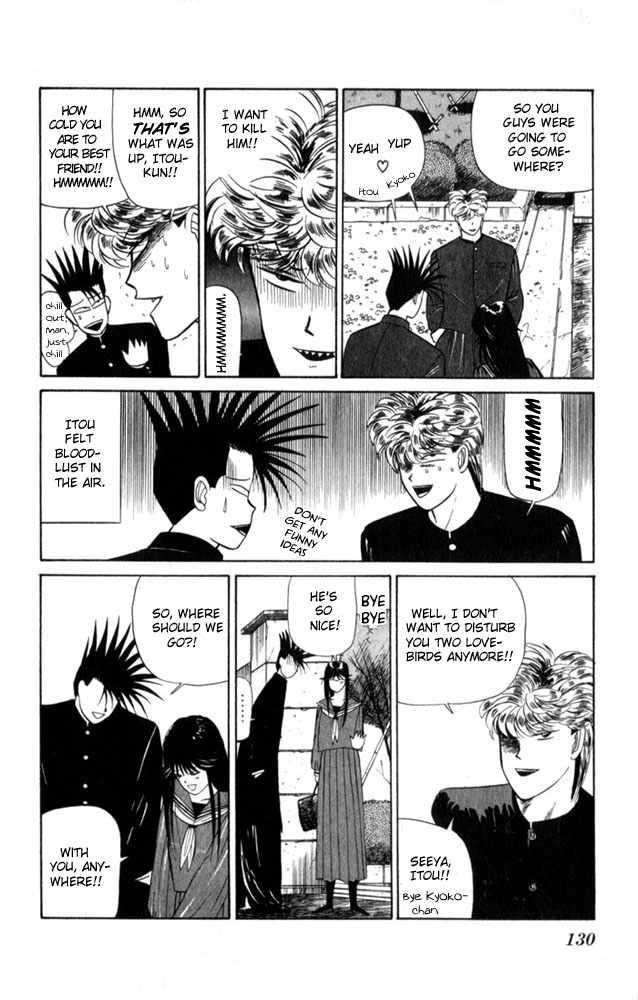 SO YOU
GUYS WERE
GOING TO
GO SOME-
WHERE?
YEAH YUP
♡
itou Kyoko
I WANT
TO KILL
HIM!!
HMMMMMM
HMM, SO
THAT'S
WHAT WAS
UP, ITOU-
KUN!!
HOW
COLD YOU
ARE TO
YOUR BEST
FRIEND!!
HMMMMM!!
chill
out,
man,
just
chill
HMMMMMM
DON'T
GET ANY
FUNNY
IDEAS
ITOU
FELT
BLOOD-
LUST IN
THE AIR.
WELL, I DON'T
WANT TO DISTURB
YOU TWO LOVE-
BIRDS ANYMORE!!
SEEYA,
ITOU!!
Bye Kyoko-
chan
BYE
BYE
HE'S
SO
NICE!
........
SO, WHERE
SHOULD WE
GO?!
WITH
YOU, ANY-
WHERE!!
130